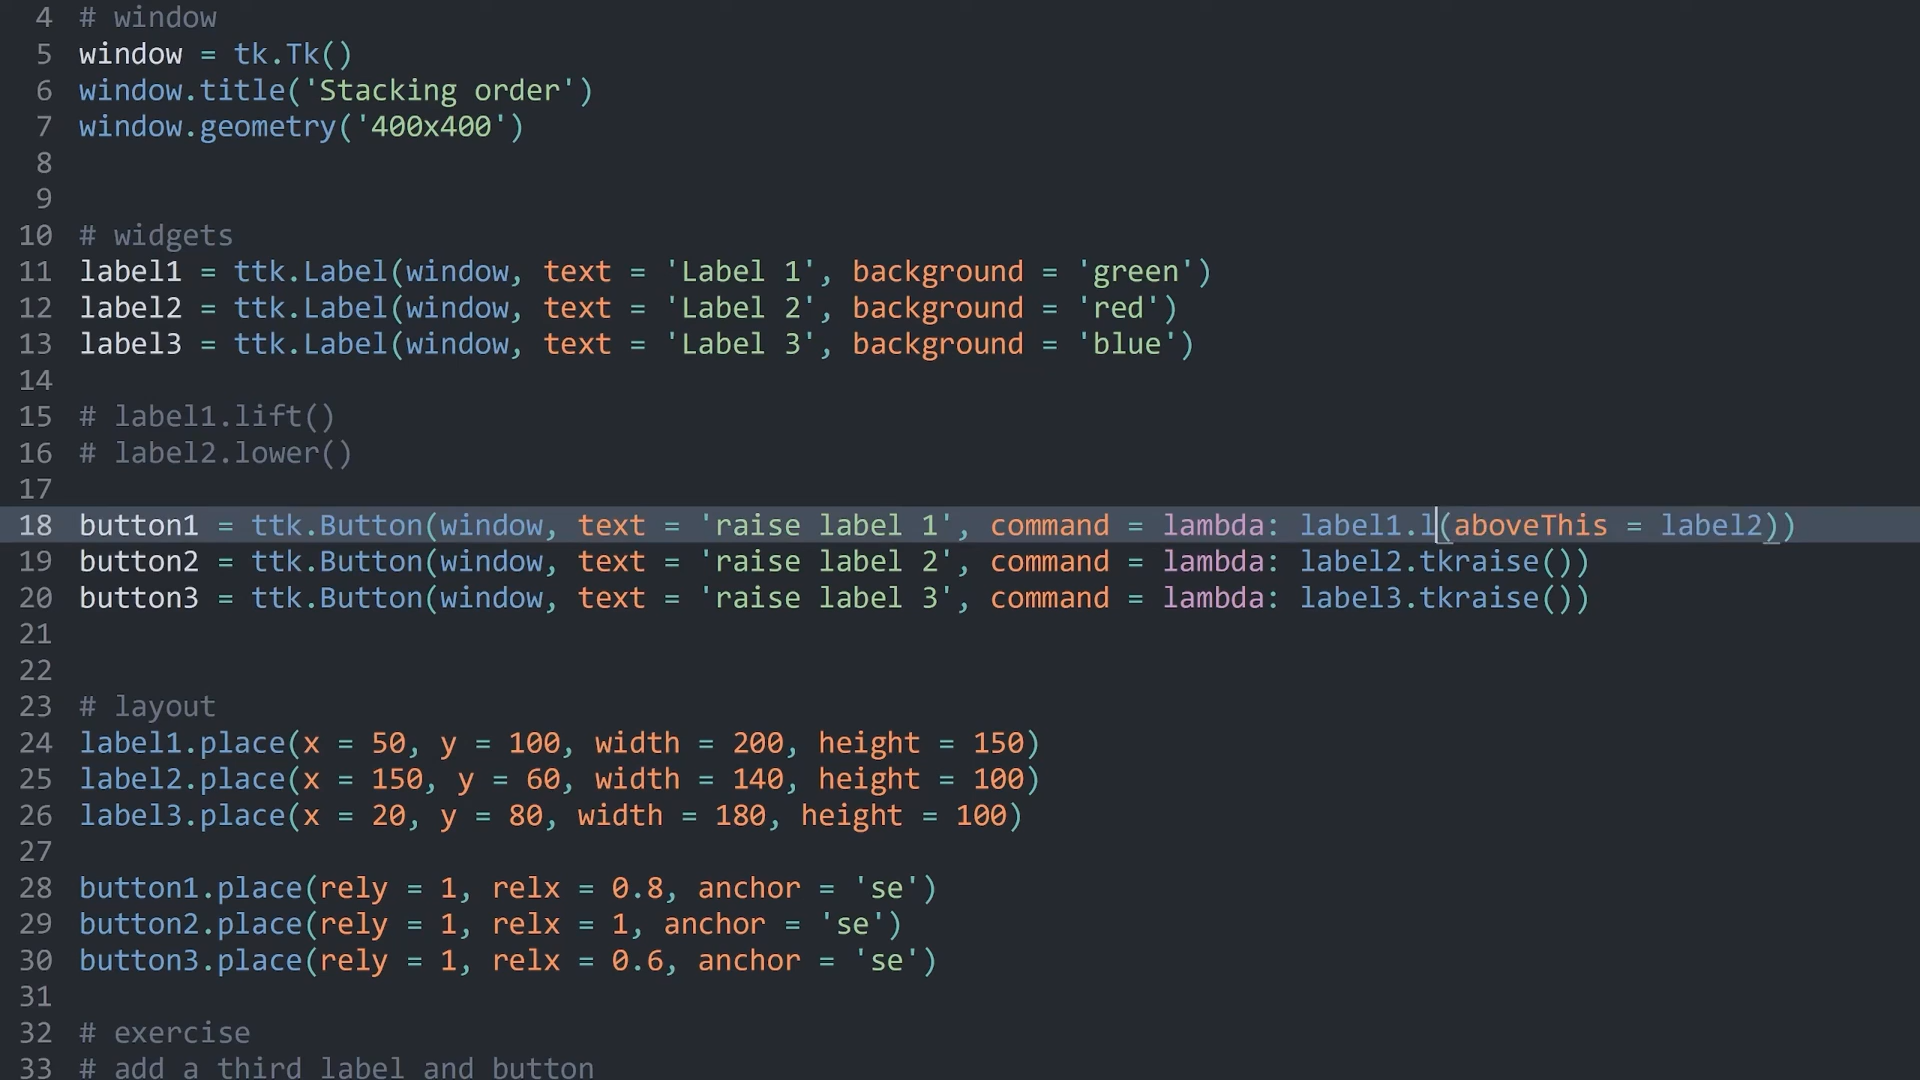 4 # window
5 window = tk.Tk()
6 window.title('Stacking order')
7 window.geometry('400x400')
8
9
10 # widgets
11 label1 = ttk.Label(window, text = 'Label 1', background = 'green')
12 label2 = ttk.Label(window, text = 'Label 2', background = 'red')
13 label3 = ttk.Label(window, text = 'Label 3', background = 'blue')
14
15 # label1.lift()
16 # label2.lower()
17
18 button1 = ttk.Button(window, text = 'raise label 1', command = lambda: label1.l(aboveThis = label2))
19 button2 = ttk.Button(window, text = 'raise label 2', command = lambda: label2.tkraise())
20 button3 = ttk.Button(window, text = 'raise label 3', command = lambda: label3.tkraise())
21
22
23 # layout
24 label1.place(x = 50, y = 100, width = 200, height = 150)
25 label2.place(x = 150, y = 60, width = 140, height = 100)
26 label3.place(x = 20, y = 80, width = 180, height = 100)
27
28 button1.place(rely = 1, relx = 0.8, anchor = 'se')
29 button2.place(rely = 1, relx = 1, anchor = 'se')
30 button3.place(rely = 1, relx = 0.6, anchor = 'se')
31
32 # exercise
33 # add a third label and button